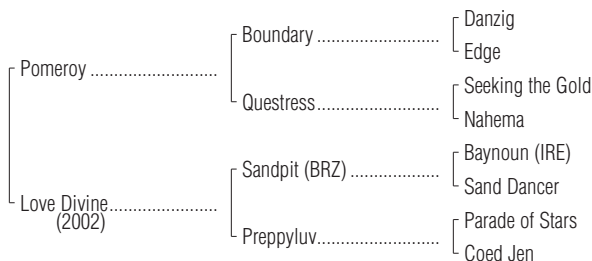 Danzig
Boundary ............................
Edge
Pomeroy .............................
Seeking the Gold
Questress............................
Nahema
Baynoun (IRE)
Sandpit (BRZ) .....................
Sand Dancer
Love Divine.........................
(2002)
Parade of Stars
Preppyluv............................
Coed Jen